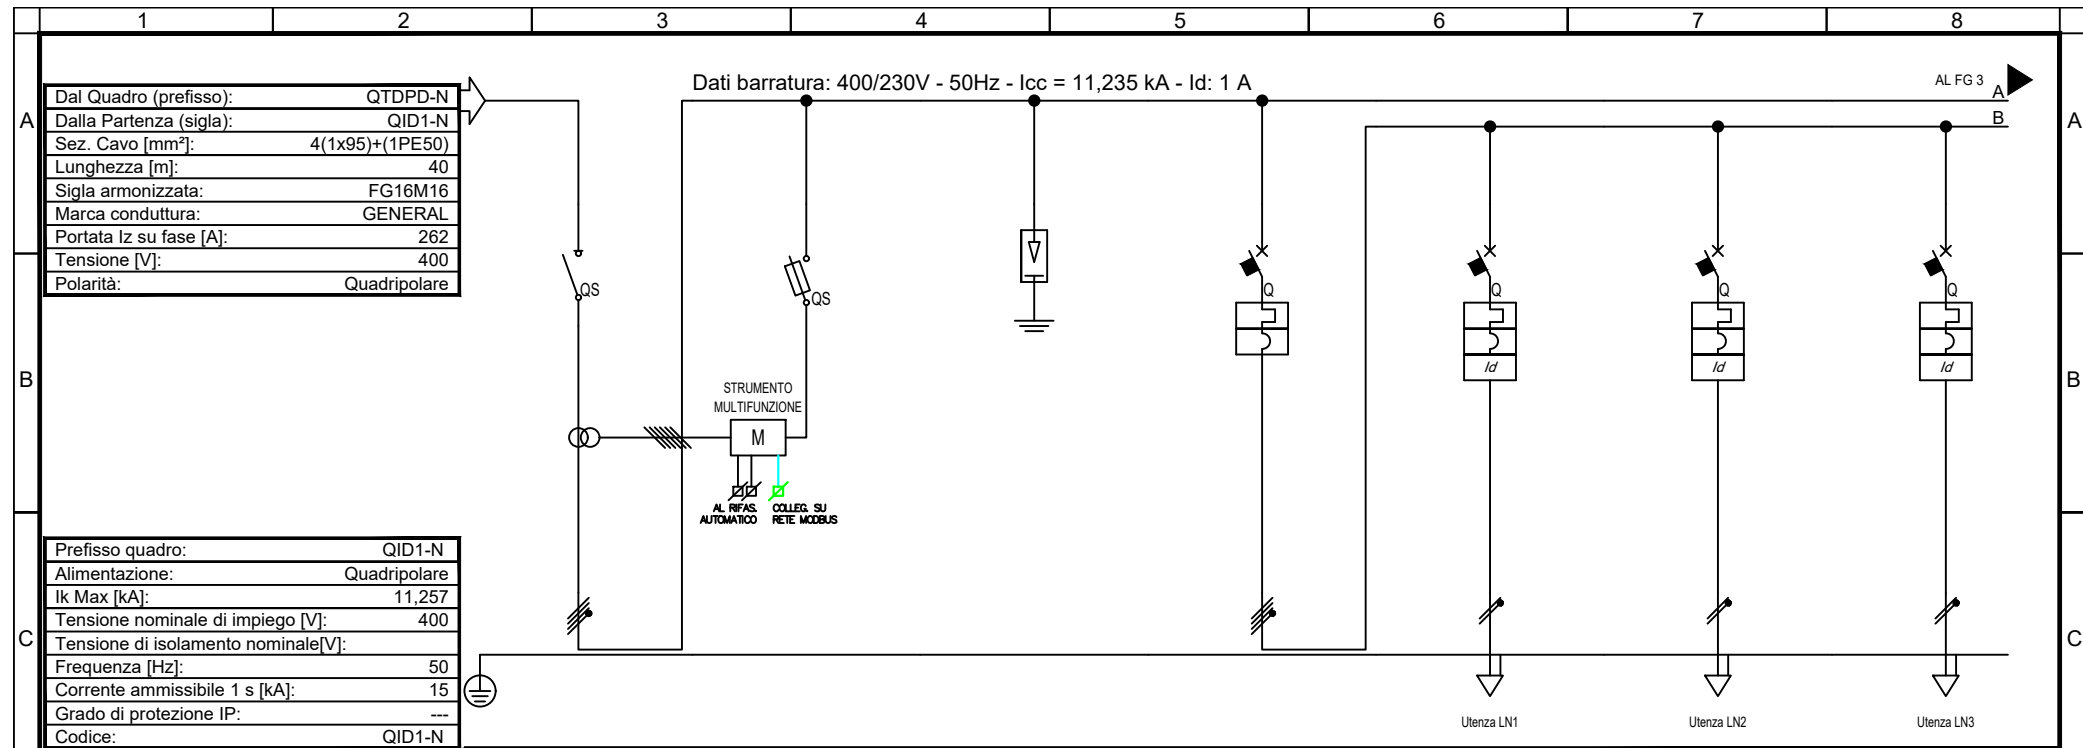 1 2 3 4 5 6 7 8
Dati barratura: 400/230V - 50Hz - Icc = 11,235 kA - Id: 1 A
AL FG 3
A
B
A
A
Dal Quadro (prefisso): QTDPD-N
Dalla Partenza (sigla): QID1-N
Sez. Cavo [mm²]: 4(1x95)+(1PE50)
Lunghezza [m]: 40
Sigla armonizzata: FG16M16
Marca conduttura: GENERAL
Portata Iz su fase [A]: 262
Tensione [V]: 400
Polarità: Quadripolare
QS
QS
Q
Q
Q
Q
Id
Id
Id
B
B
STRUMENTO
MULTIFUNZIONE
M
AL RIFAS.
AUTOMATICO
COLLEG. SU
RETE MODBUS
Prefisso quadro: QID1-N
Alimentazione: Quadripolare
Ik Max [kA]: 11,257
Tensione nominale di impiego [V]: 400
Tensione di isolamento nominale[V]:
Frequenza [Hz]: 50
Corrente ammissibile 1 s [kA]: 15
Grado di protezione IP: ---
Codice: QID1-N
C
C
Utenza LN1
Utenza LN2
Utenza LN3